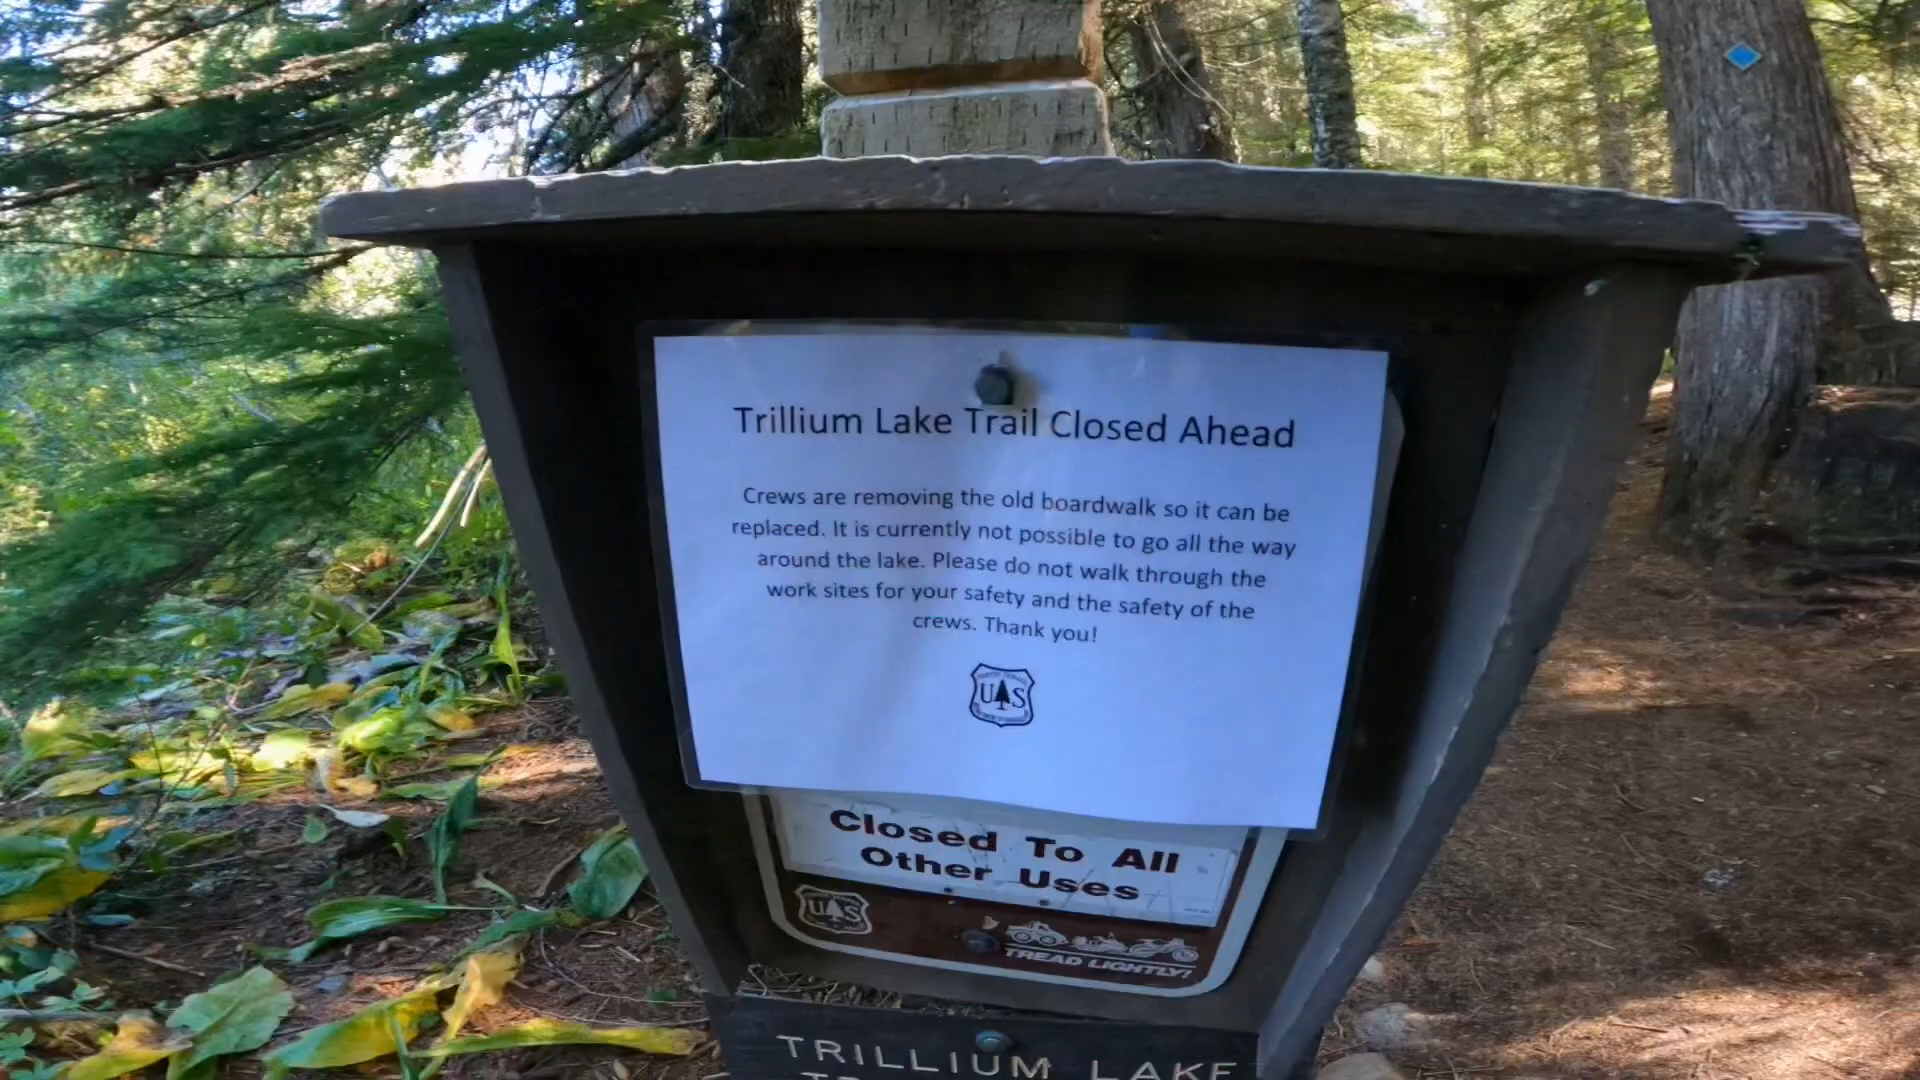 Trillium Lake Trail Closed Ahead
Crews are removing the old boardwalk so it can be
replaced. It is currently not possible to go all the way
around the lake. Please do not walk through the
work sites for your safety and the safety of the
crews. Thank you!
U S
Closed To All
Other Uses
U S
TREAD LIGHTLY!
TRILLIUM LAKE